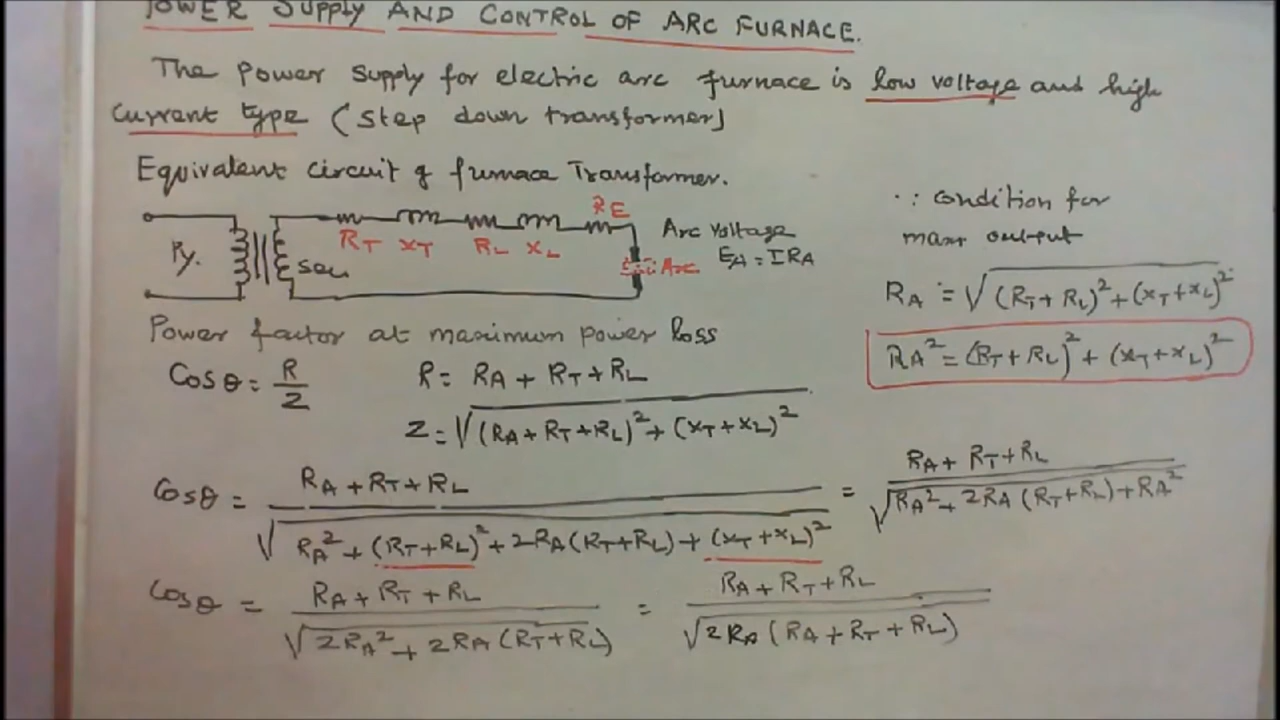 POWER SUPPLY AND CONTROL OF ARC FURNACE.
The power supply for electric arc furnace is low voltage and high
current type (step down transformer)
Equivalent circuit of furnace Transformer.
Py. Sec
RT XT RL XL RE
Arc
Arc voltage
EA = IRA
∵ condition for
max output
RA = √(RT+RL)²+(XT+XL)²
RA² = (RT+RL)²+(XT+XL)²
Power factor at maximum power loss
Cosθ = R/Z
R = RA+RT+RL
Z = √(RA+RT+RL)²+(XT+XL)²
Cosθ = RA+RT+RL / √RA²+(RT+RL)²+2RA(RT+RL)+(XT+XL)² = RA+RT+RL / √RA²+2RA(RT+RL)+RA²
Cosθ = RA+RT+RL / √2RA²+2RA(RT+RL) = RA+RT+RL / √2RA(RA+RT+RL)